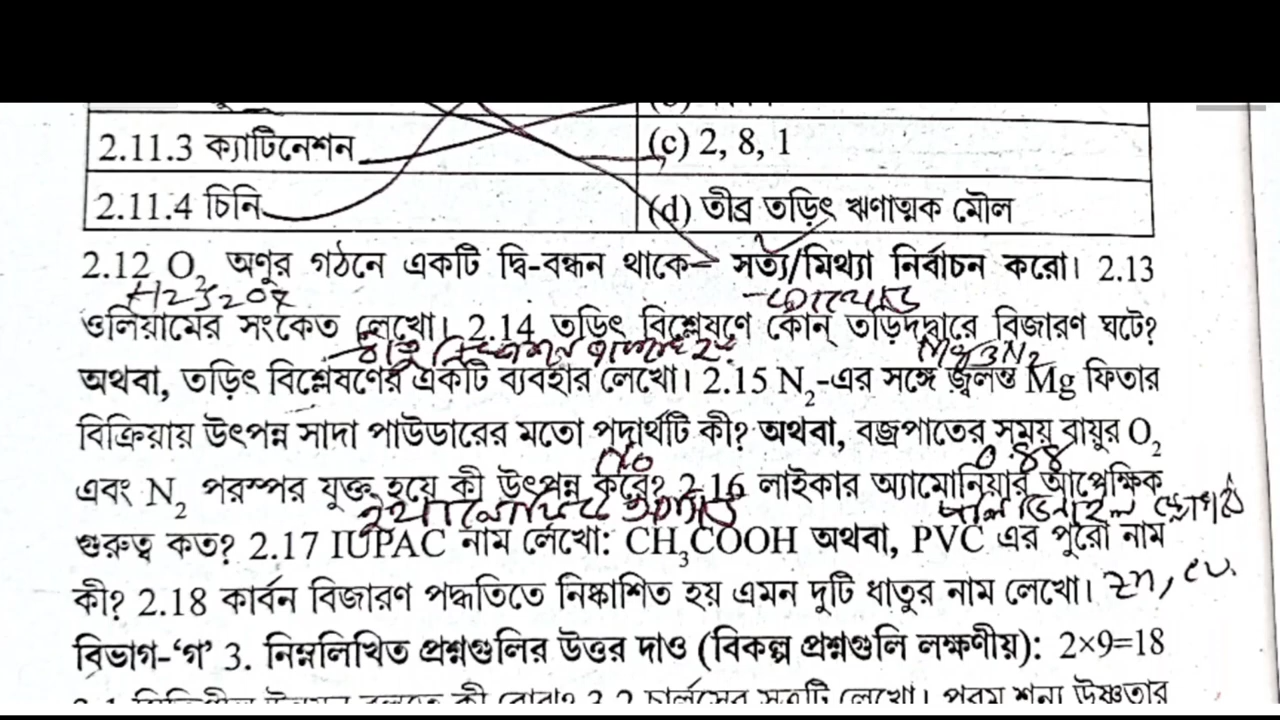 2.11.3 ক্যাটিনেশন (c) 2, 8, 1
2.11.4 চিনি (d) তীব্র তড়িৎ ঋণাত্মক মৌল
2.12 O₂ অণুর গঠনে একটি দ্বি-বন্ধন থাকে– সত্য/মিথ্যা নির্বাচন করো। 2.13
H2S2O7
ওলিয়ামের সংকেত লেখো। 2.14 তড়িৎ বিশ্লেষণে কোন্ তড়িদদ্বারে বিজারণ ঘটে?
Mg3N2
অথবা, তড়িৎ বিশ্লেষণের একটি ব্যবহার লেখো। 2.15 N₂-এর সঙ্গে জ্বলন্ত Mg ফিতার
বিক্রিয়ায় উৎপন্ন সাদা পাউডারের মতো পদার্থটি কী? অথবা, বজ্রপাতের সময় বায়ুর O₂
NO 0.88
এবং N₂ পরস্পর যুক্ত হয়ে কী উৎপন্ন করে? 2.16 লাইকার অ্যামোনিয়ার আপেক্ষিক
গুরুত্ব কত? 2.17 IUPAC নাম লেখো: CH₃COOH অথবা, PVC এর পুরো নাম
কী? 2.18 কার্বন বিজারণ পদ্ধতিতে নিষ্কাশিত হয় এমন দুটি ধাতুর নাম লেখো। Zn, Cu.
বিভাগ-‘গ’ 3. নিম্নলিখিত প্রশ্নগুলির উত্তর দাও (বিকল্প প্রশ্নগুলি লক্ষণীয়): 2×9=18